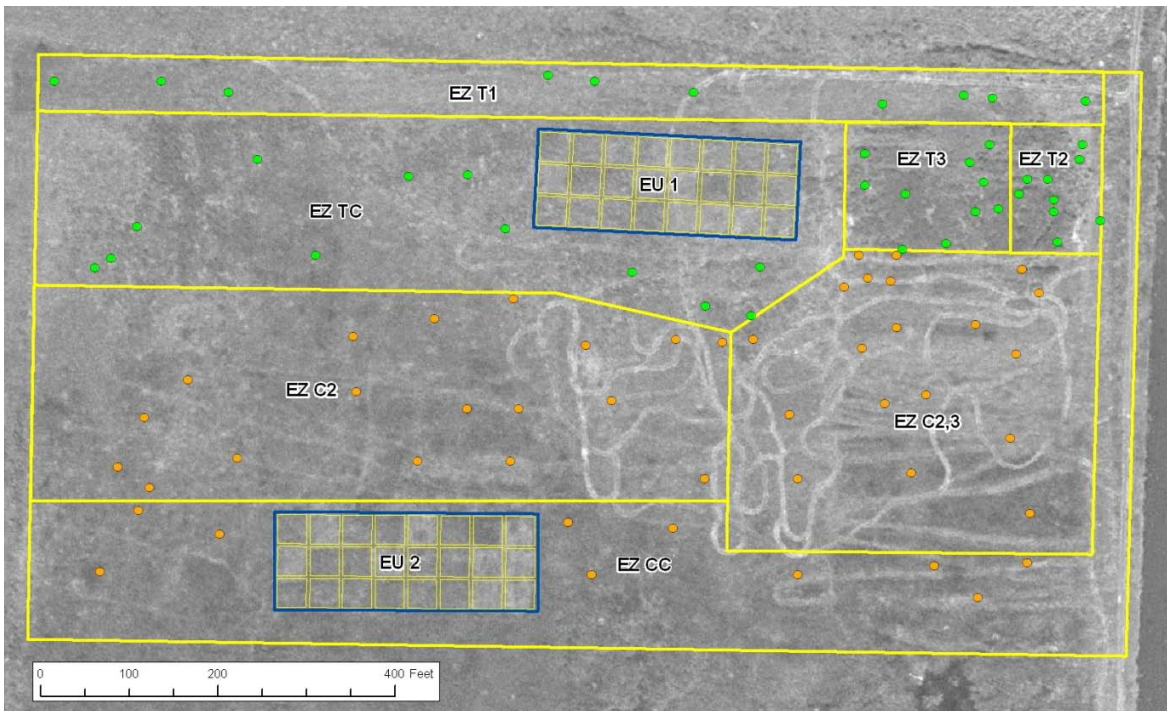 EZ T1
EZ T3
EZ T2
EU 1
EZ TC
EZ C2
EZ C2,3
EU 2
EZ CC
0 100 200 400 Feet